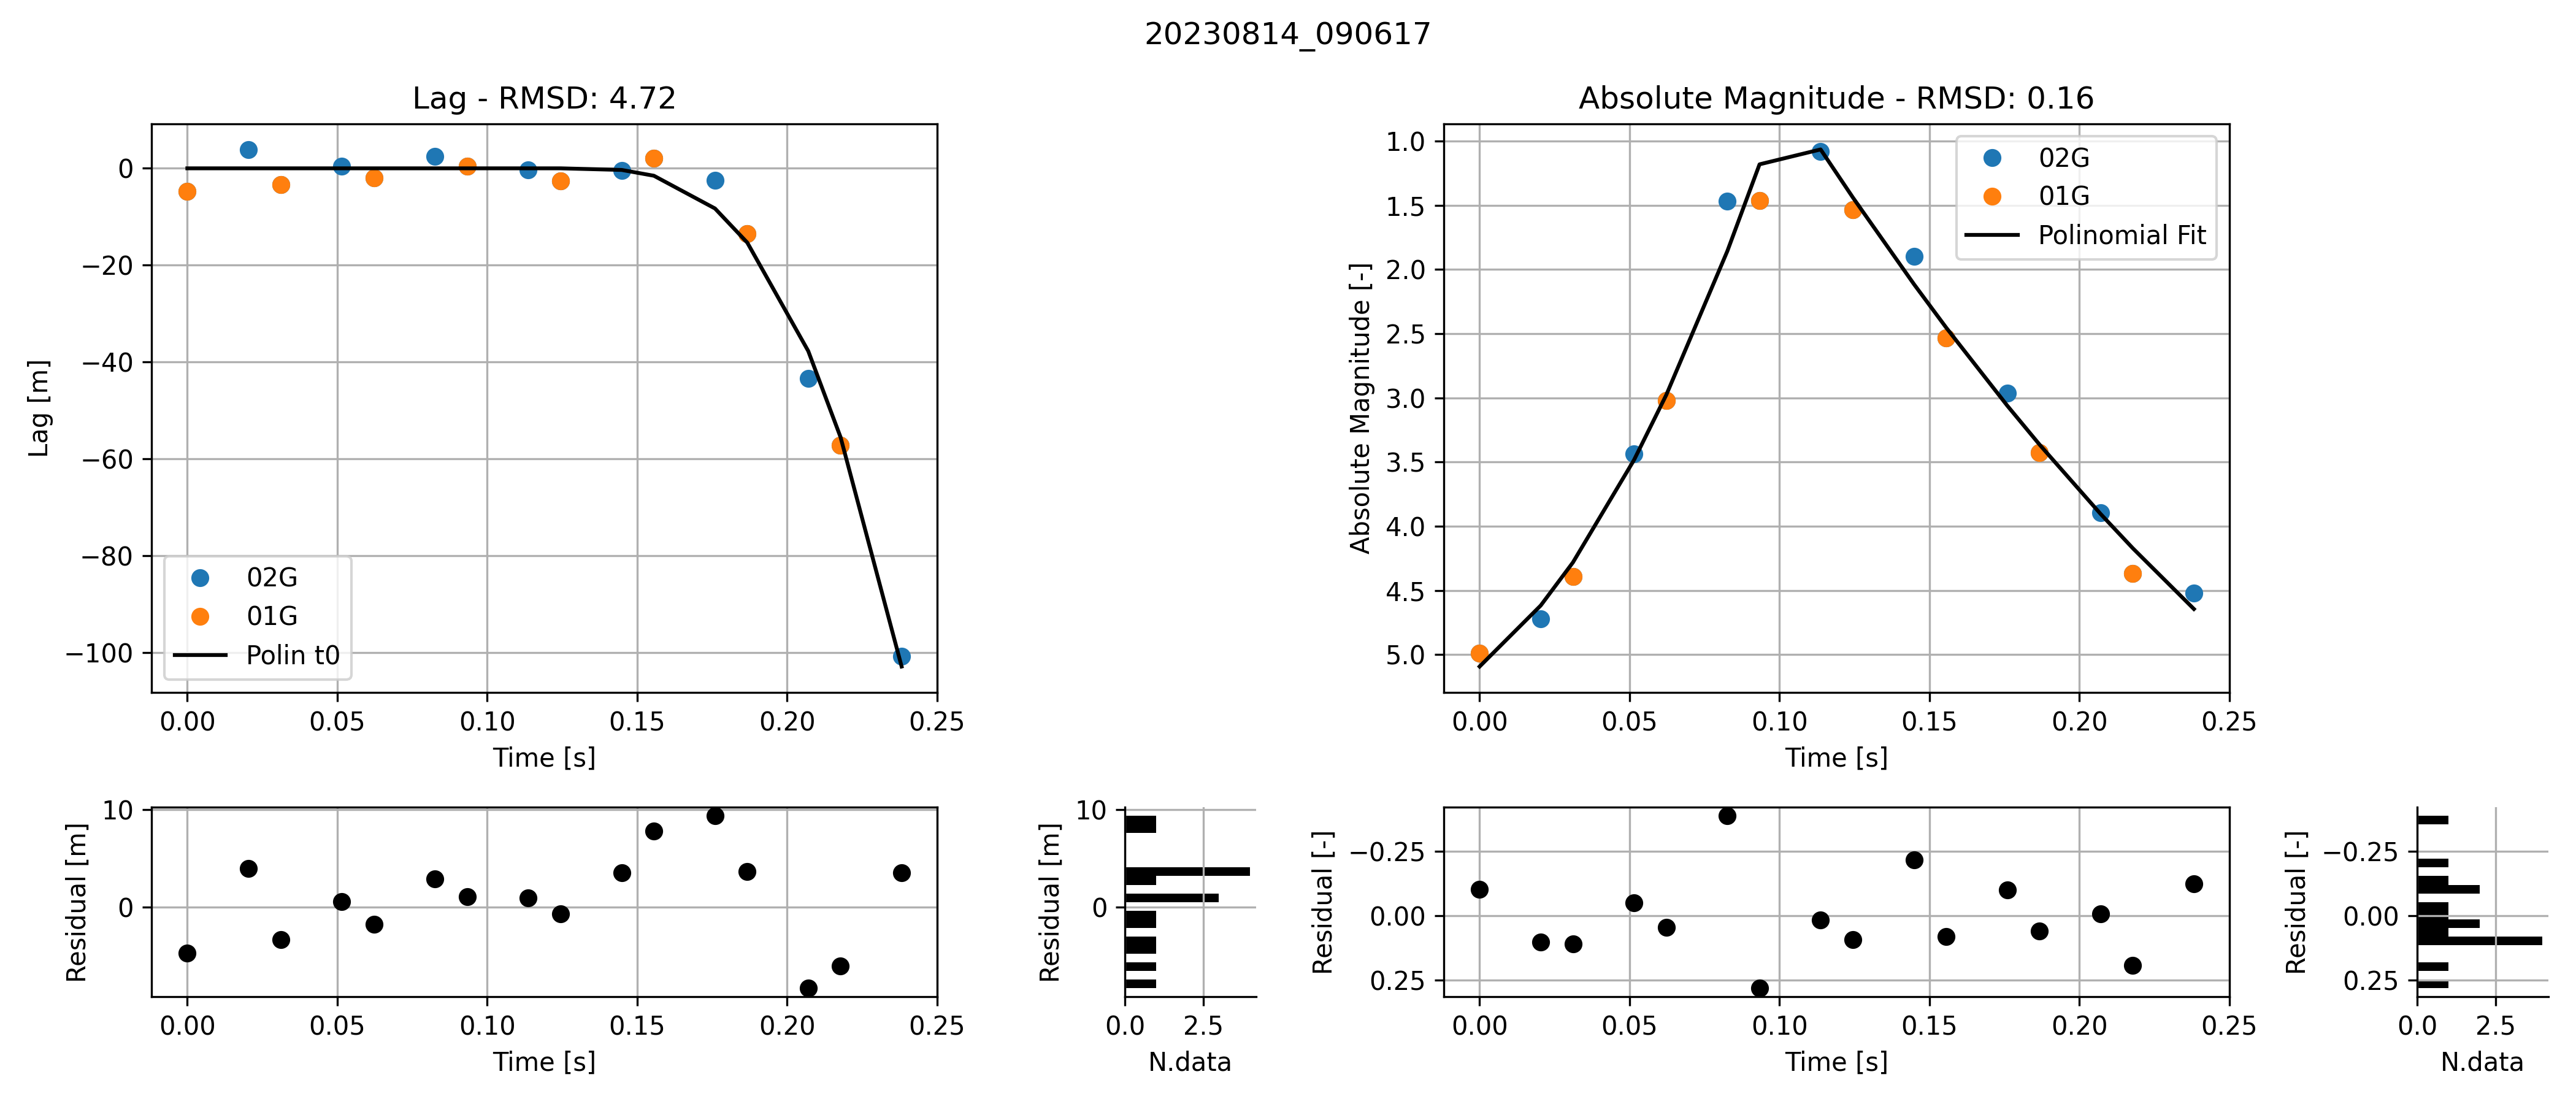 20230814_090617
Lag - RMSD: 4.72
0
−20
−40
−60
−80
−100
Lag [m]
02G
01G
Polin t0
0.00 0.05 0.10 0.15 0.20 0.25
Time [s]
Absolute Magnitude - RMSD: 0.16
1.0
1.5
2.0
2.5
3.0
3.5
4.0
4.5
5.0
Absolute Magnitude [-]
02G
01G
Polinomial Fit
0.00 0.05 0.10 0.15 0.20 0.25
Time [s]
10
0
Residual [m]
0.00 0.05 0.10 0.15 0.20 0.25
Time [s]
10
0
Residual [m]
0.0 2.5
N.data
−0.25
0.00
0.25
Residual [-]
0.00 0.05 0.10 0.15 0.20 0.25
Time [s]
−0.25
0.00
0.25
Residual [-]
0.0 2.5
N.data